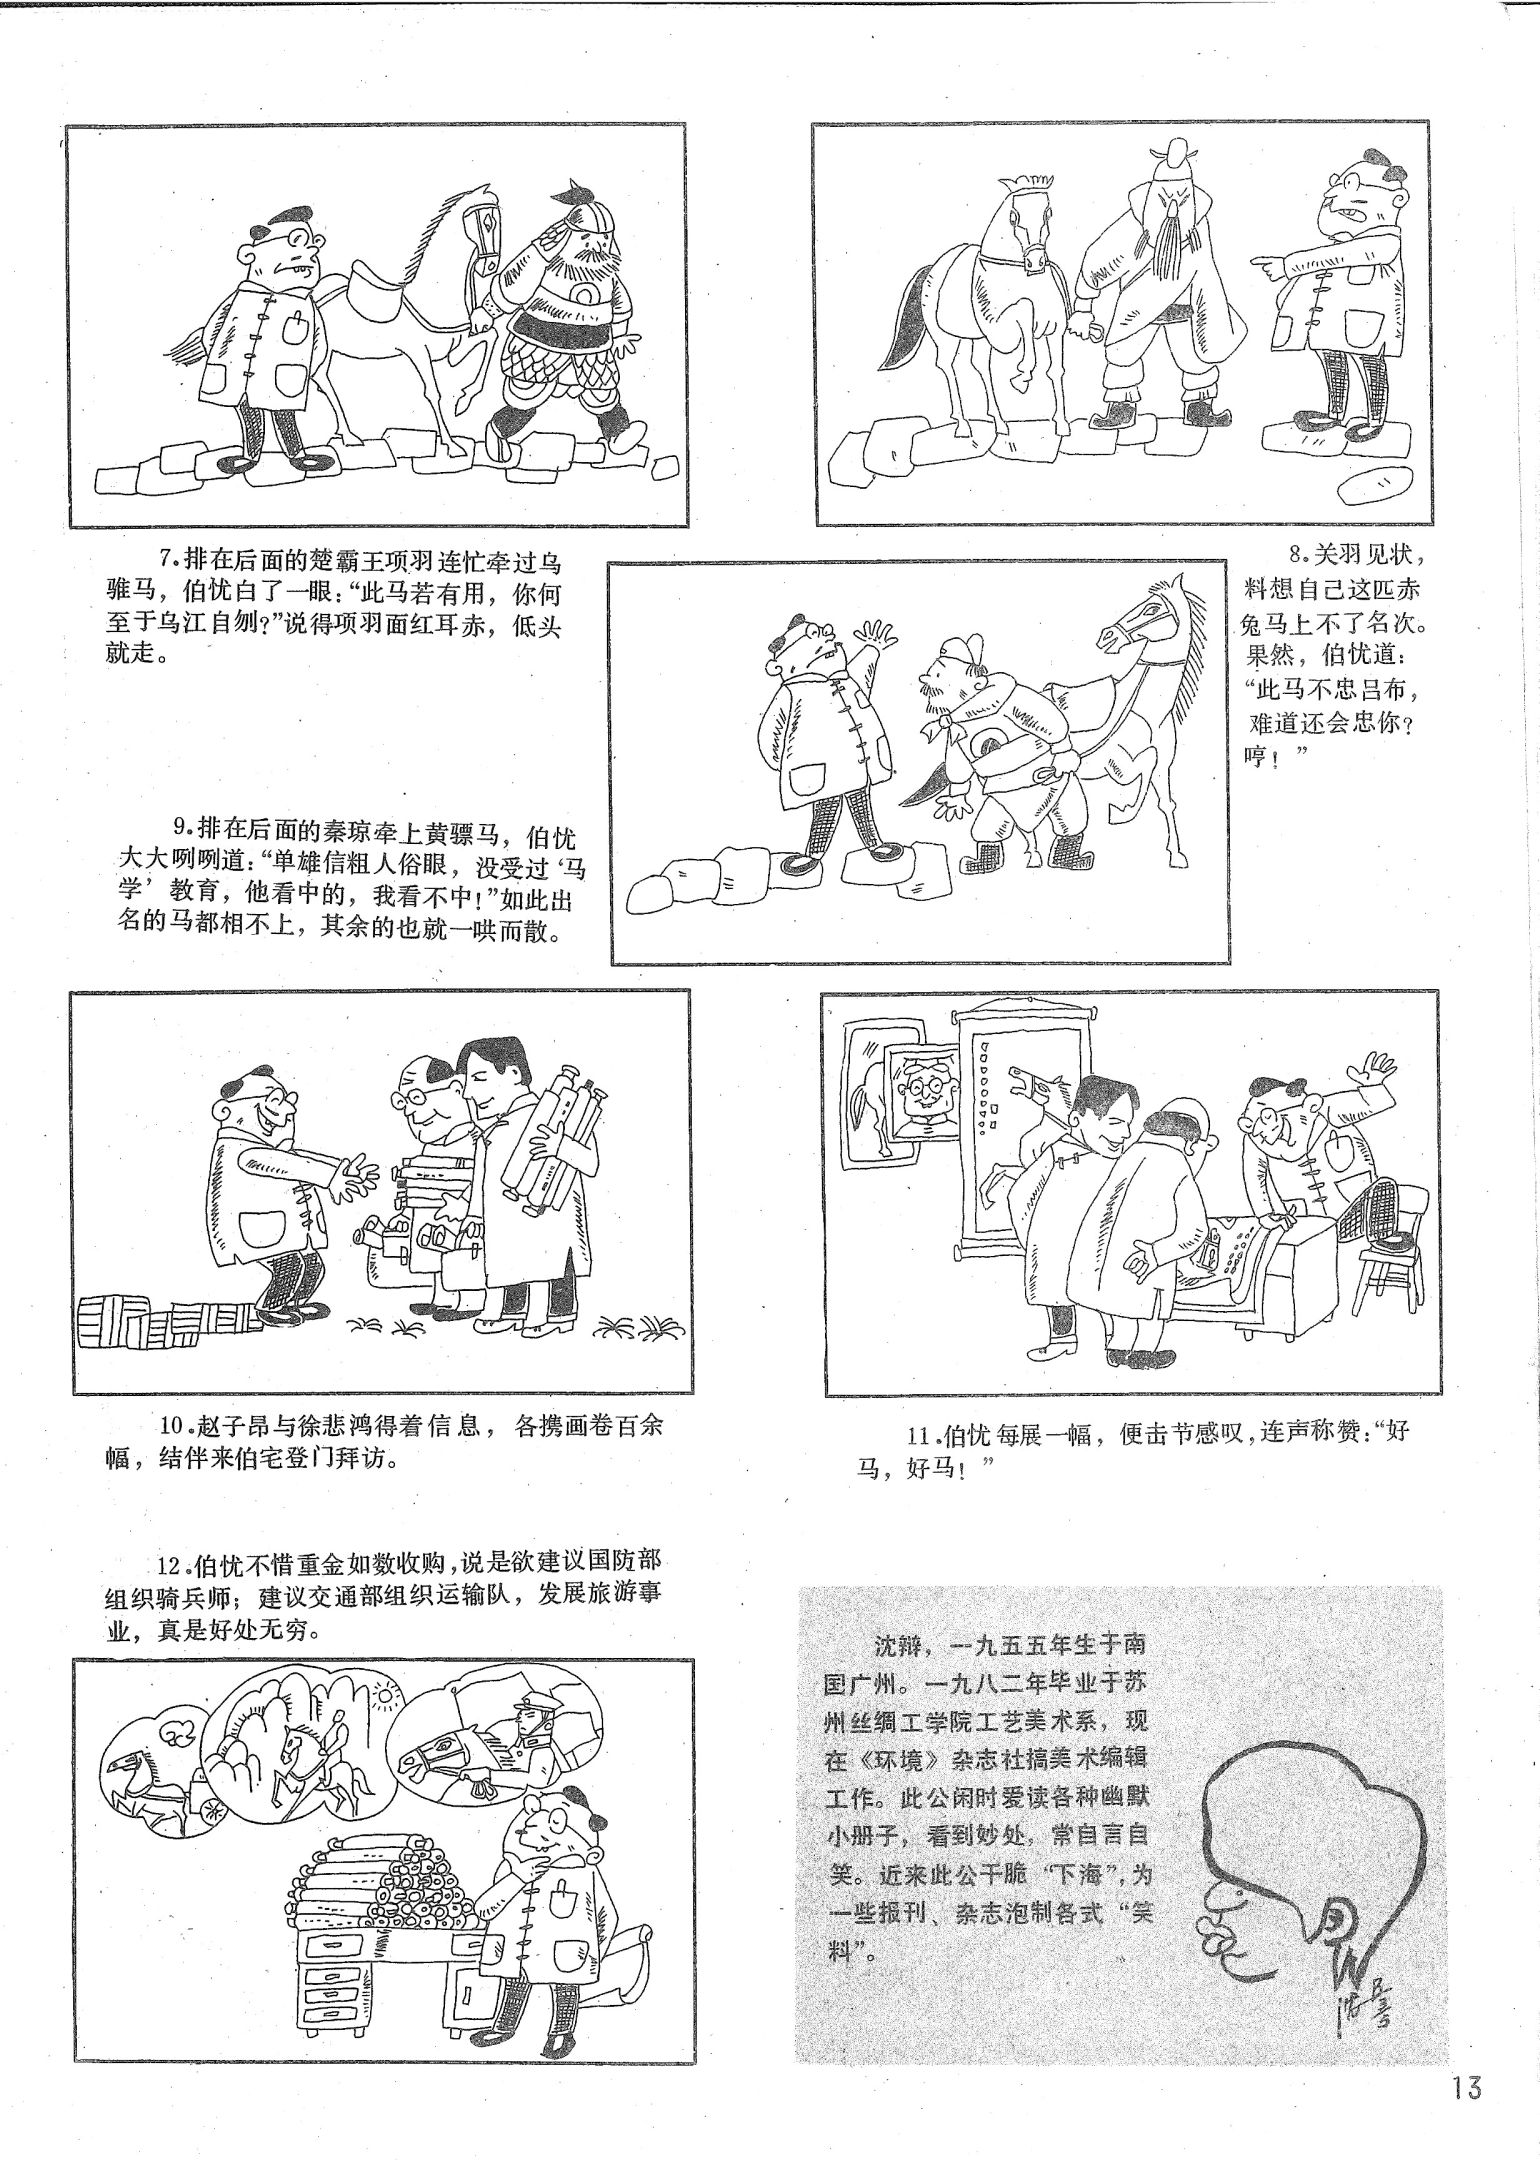 7.排在后面的楚霸王项羽连忙牵过乌
骓马，伯忧白了一眼：“此马若有用，你何
至于乌江自刎？”说得项羽面红耳赤，低头
就走。
8.关羽见状，
料想自己这匹赤
兔马上不了名次。
果然，伯忧道：
“此马不忠吕布，
难道还会忠你？
哼！”
9.排在后面的秦琼牵上黄骠马，伯忧
大大咧咧道：“单雄信粗人俗眼，没受过‘马
学’教育，他看中的，我看不中！”如此出
名的马都相不上，其余的也就一哄而散。
10.赵子昂与徐悲鸿得着信息，各携画卷百余
幅，结伴来伯宅登门拜访。
11.伯忧每展一幅，便击节感叹，连声称赞：“好
马，好马！”
12.伯忧不惜重金如数收购，说是欲建议国防部
组织骑兵师；建议交通部组织运输队，发展旅游事
业，真是好处无穷。
沈辩，一九五五年生于南
国广州。一九八二年毕业于苏
州丝绸工学院工艺美术系，现
在《环境》杂志社搞美术编辑
工作。此公闲时爱读各种幽默
小册子，看到妙处，常自言自
笑。近来此公干脆“下海”，为
一些报刊、杂志泡制各式“笑
料”。
13